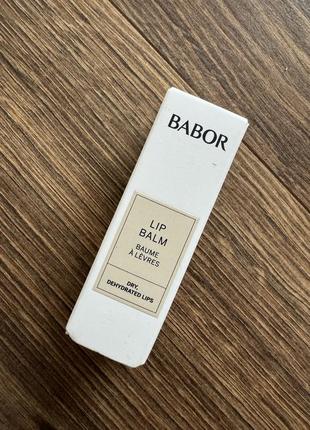 BABOR
LIP
BALM
BAUME
À LÈVRES
DRY,
DEHYDRATED LIPS